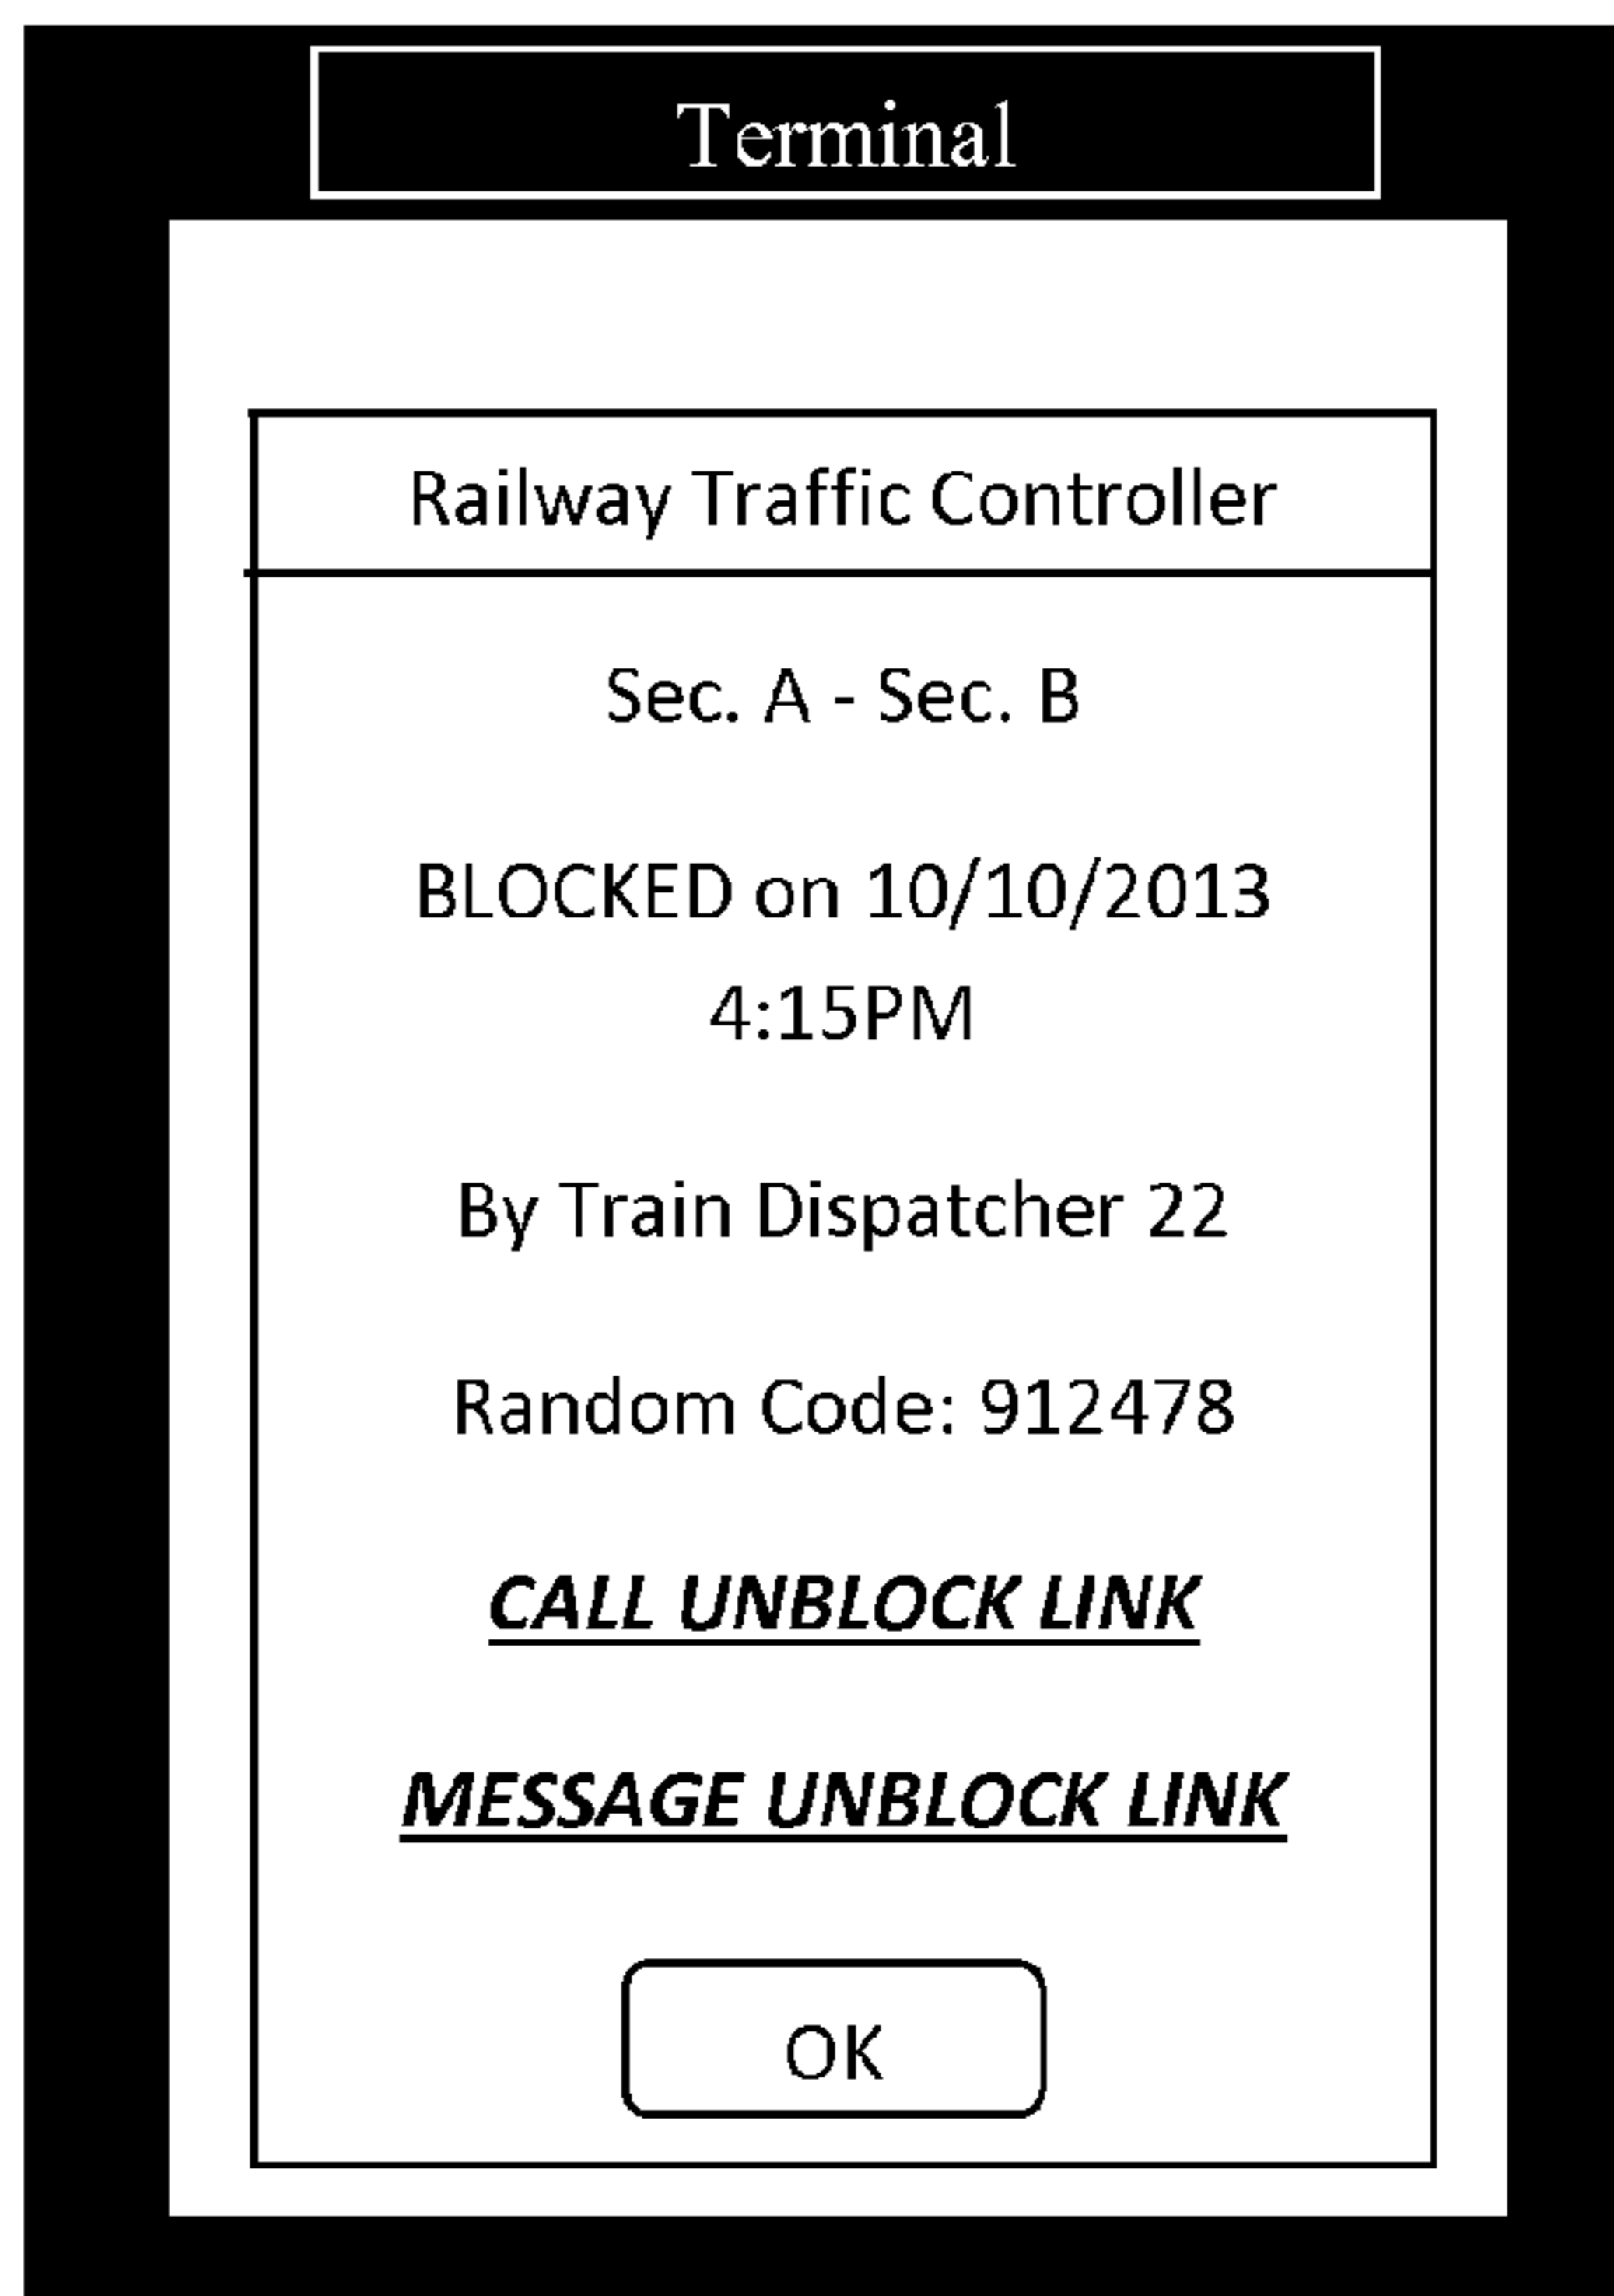 Terminal
Railway Traffic Controller
Sec. A - Sec. B
BLOCKED on 10/10/2013
4:15PM
By Train Dispatcher 22
Random Code: 912478
CALL UNBLOCK LINK
MESSAGE UNBLOCK LINK
OK